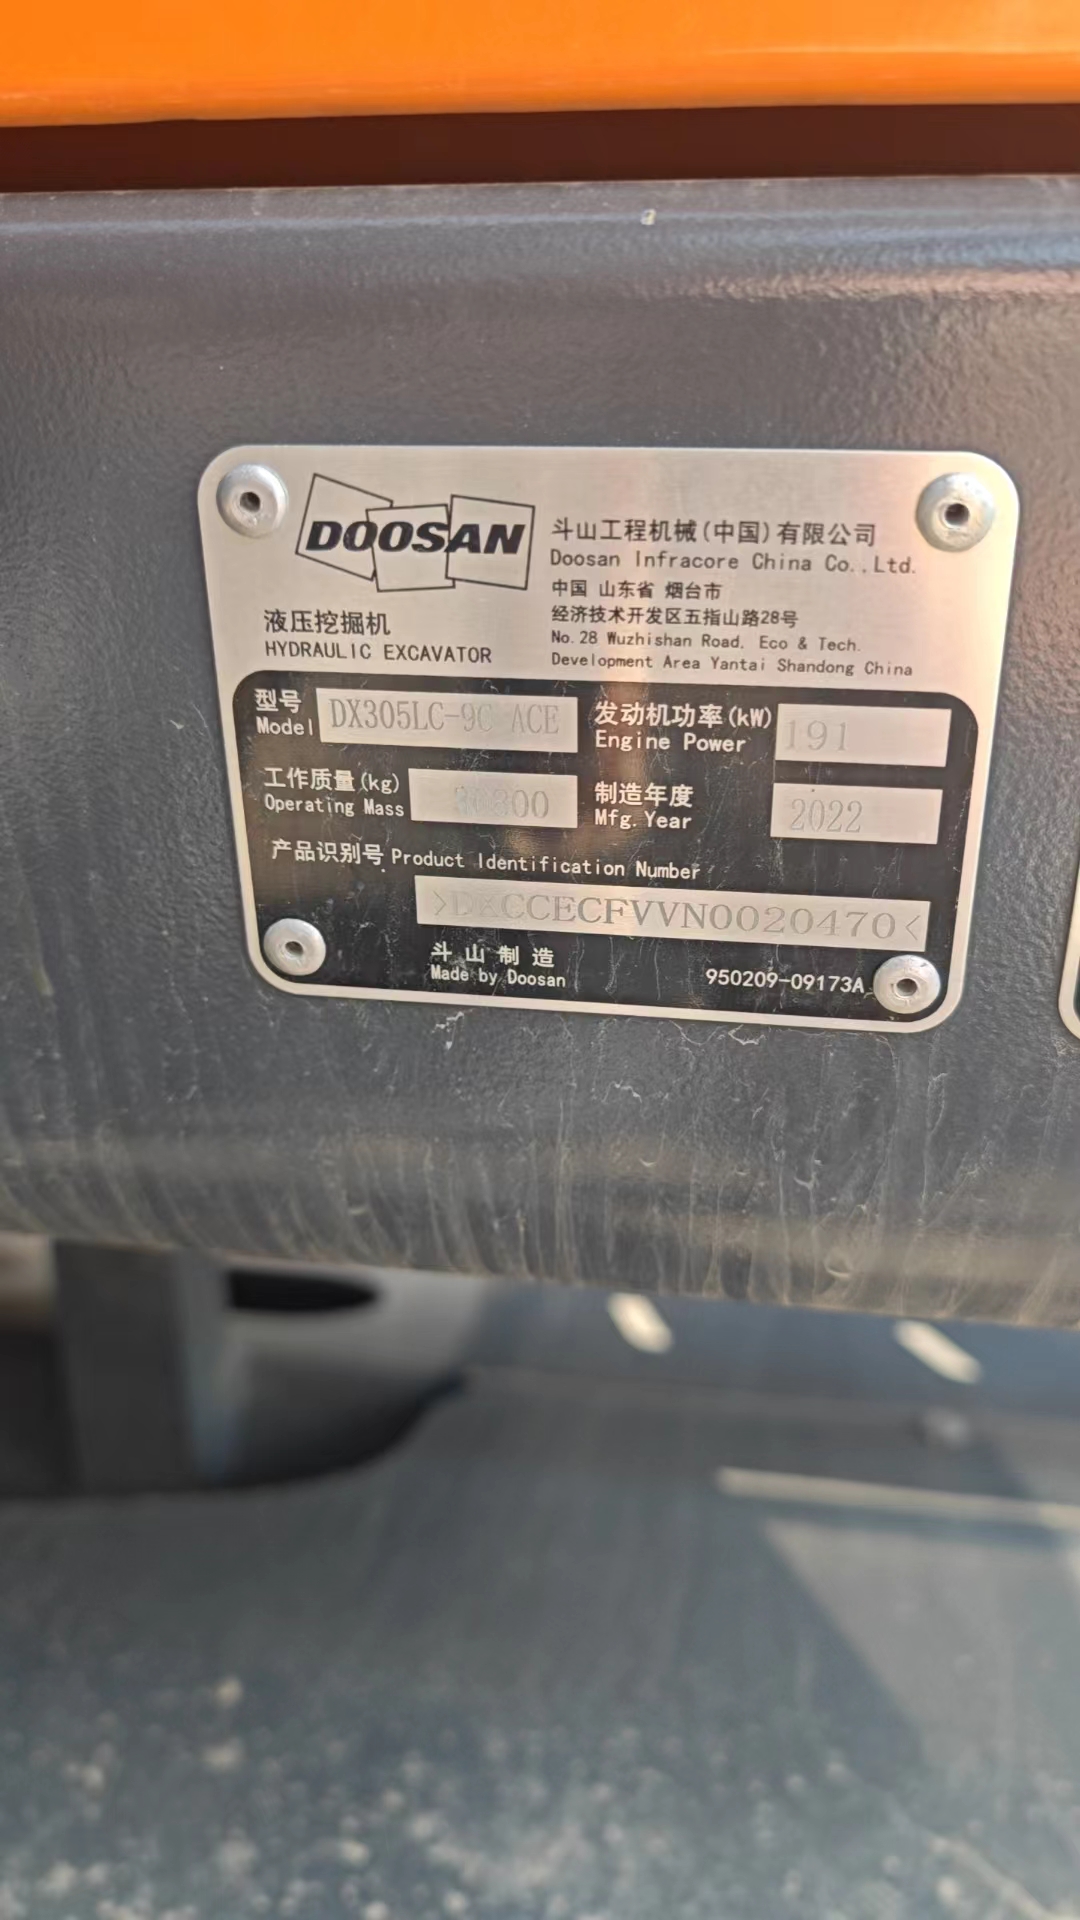 DOOSAN
斗山工程机械(中国)有限公司
Doosan Infracore China Co.,Ltd.
中国 山东省 烟台市
经济技术开发区五指山路28号
No.28 Wuzhishan Road, Eco & Tech.
Development Area Yantai Shandong China
液压挖掘机
HYDRAULIC EXCAVATOR
型号 DX305LC-9C ACE
Model
发动机功率(kW) 191
Engine Power
工作质量(kg)
Operating Mass
制造年度 2022
Mfg.Year
产品识别号 Product Identification Number
>DXCCECFVVN0020470<
斗山制造
Made by Doosan
950209-09173A